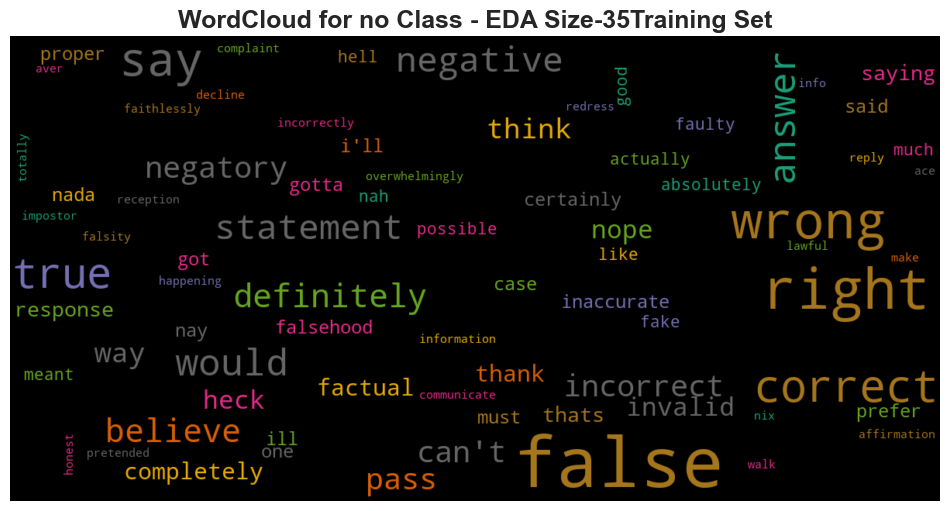 WordCloud for no Class - EDA Size-35Training Set
proper
say
complaint
hell
negative
good
answer
info
saying
aver
decline
redress
said
faithlessly
incorrectly
think
faulty
i'll
totally
negatory
actually
reply
much
gotta
overwhelmingly
absolutely
ace
nada
reception
nah
certainly
impostor
statement
possible
nope
wrong
falsity
lawful
true
got
like
make
happening
definitely
case
inaccurate
right
response
falsehood
fake
nay
information
way
would
meant
factual
thank
incorrect
correct
heck
communicate
invalid
prefer
believe
must
thats
nix
ill
one
can't
affirmation
honest
pretended
completely
pass
false
walk